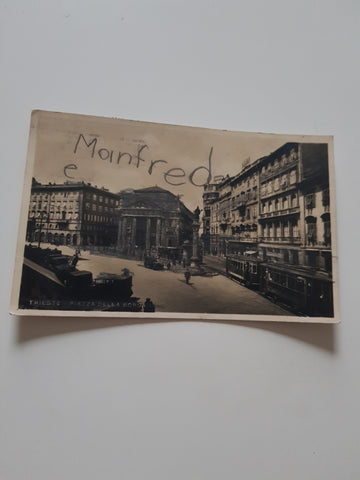 Manfred
e
TRIESTE - PIAZZA DELLA BORSA